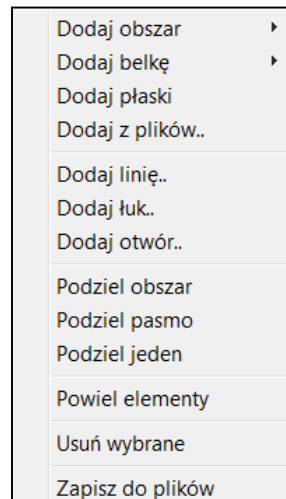 Dodaj obszar
Dodaj belkę
Dodaj płaski
Dodaj z plików..
Dodaj linię..
Dodaj łuk..
Dodaj otwór..
Podziel obszar
Podziel pasmo
Podziel jeden
Powiel elementy
Usuń wybrane
Zapisz do plików